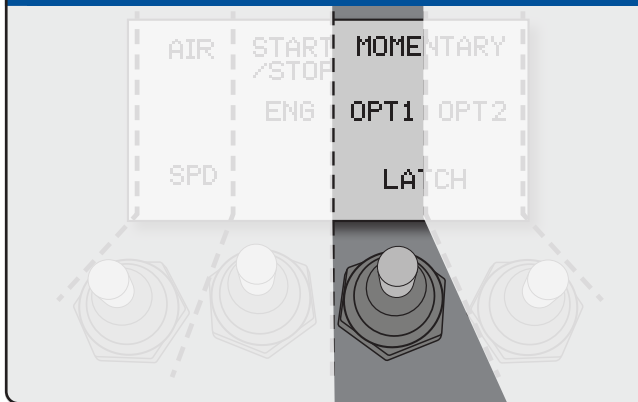 AIR START MOMENTARY
/STOP
ENG OPT1 OPT2
SPD LATCH